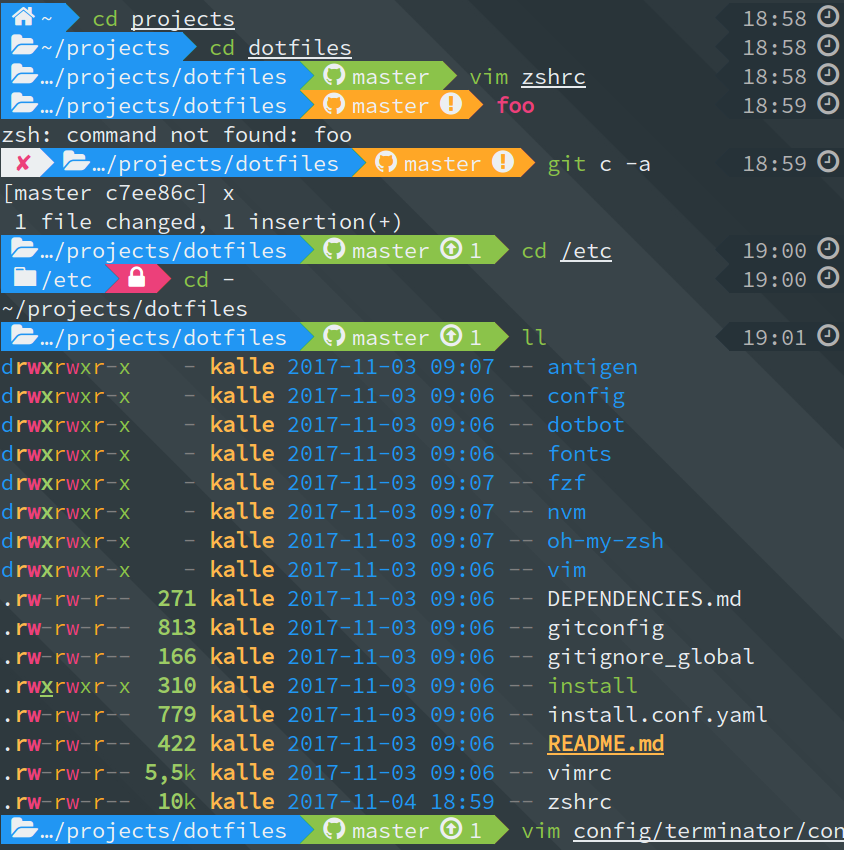 ~ cd projects 18:58
~/projects cd dotfiles 18:58
…/projects/dotfiles master vim zshrc 18:58
…/projects/dotfiles master ! foo 18:59
zsh: command not found: foo
✘ …/projects/dotfiles master ! git c -a 18:59
[master c7ee86c] x
1 file changed, 1 insertion(+)
…/projects/dotfiles master 1 cd /etc 19:00
/etc cd - 19:00
~/projects/dotfiles
…/projects/dotfiles master 1 ll 19:01
drwxrwxr-x - kalle 2017-11-03 09:07 -- antigen
drwxrwxr-x - kalle 2017-11-03 09:06 -- config
drwxrwxr-x - kalle 2017-11-03 09:06 -- dotbot
drwxrwxr-x - kalle 2017-11-03 09:06 -- fonts
drwxrwxr-x - kalle 2017-11-03 09:07 -- fzf
drwxrwxr-x - kalle 2017-11-03 09:07 -- nvm
drwxrwxr-x - kalle 2017-11-03 09:07 -- oh-my-zsh
drwxrwxr-x - kalle 2017-11-03 09:06 -- vim
.rw-rw-r-- 271 kalle 2017-11-03 09:06 -- DEPENDENCIES.md
.rw-rw-r-- 813 kalle 2017-11-03 09:06 -- gitconfig
.rw-rw-r-- 166 kalle 2017-11-03 09:06 -- gitignore_global
.rwxrwxr-x 310 kalle 2017-11-03 09:06 -- install
.rw-rw-r-- 779 kalle 2017-11-03 09:06 -- install.conf.yaml
.rw-rw-r-- 422 kalle 2017-11-03 09:06 -- README.md
.rw-rw-r-- 5,5k kalle 2017-11-03 09:06 -- vimrc
.rw-rw-r-- 10k kalle 2017-11-04 18:59 -- zshrc
…/projects/dotfiles master 1 vim config/terminator/con